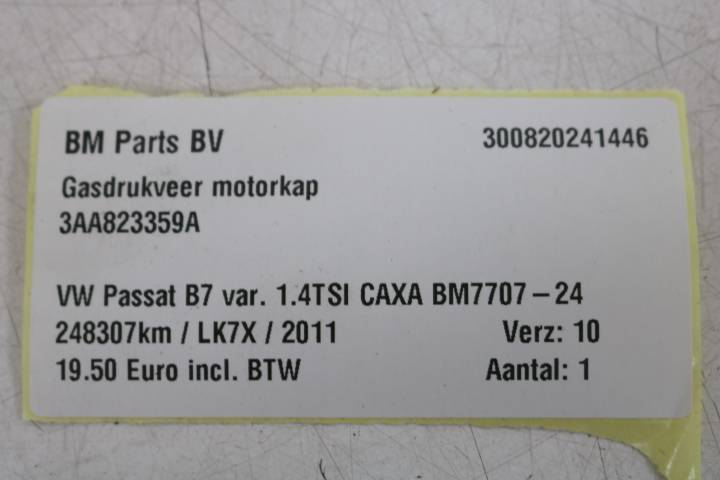 BM Parts BV 300820241446
Gasdrukveer motorkap
3AA823359A
VW Passat B7 var. 1.4TSI CAXA BM7707-24
248307km / LK7X / 2011 Verz: 10
19.50 Euro incl. BTW Aantal: 1